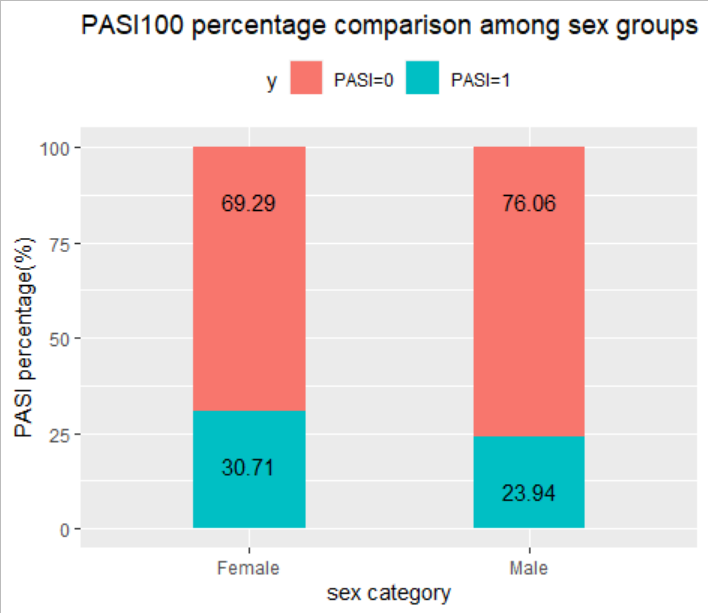 PASI100 percentage comparison among sex groups
y PASI=0 PASI=1
PASI percentage(%)
100
75
50
25
0
69.29
76.06
30.71
23.94
Female Male
sex category